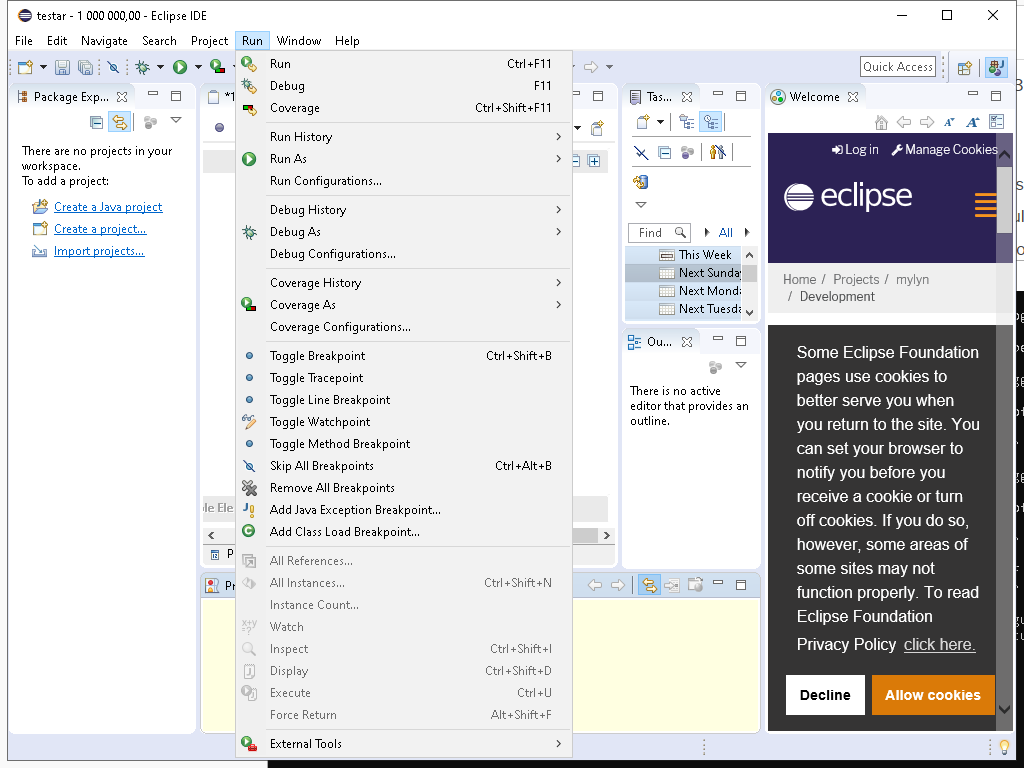 testar - 1 000 000,00 - Eclipse IDE
File Edit Navigate Search Project Run Window Help
Quick Access
Package Exp...
There are no projects in your
workspace.
To add a project:
Create a Java project
Create a project...
Import projects...
*1
Run Ctrl+F11
Debug F11
Coverage Ctrl+Shift+F11
Run History
Run As
Run Configurations...
Debug History
Debug As
Debug Configurations...
Coverage History
Coverage As
Coverage Configurations...
Toggle Breakpoint Ctrl+Shift+B
Toggle Tracepoint
Toggle Line Breakpoint
Toggle Watchpoint
Toggle Method Breakpoint
Skip All Breakpoints Ctrl+Alt+B
Remove All Breakpoints
Add Java Exception Breakpoint...
Add Class Load Breakpoint...
All References...
All Instances... Ctrl+Shift+N
Instance Count...
Watch
Inspect Ctrl+Shift+I
Display Ctrl+Shift+D
Execute Ctrl+U
Force Return Alt+Shift+F
External Tools
Tas...
Find All
This Week
Next Sunday
Next Monda
Next Tuesda
Ou...
There is no active
editor that provides an
outline.
Welcome
Log in Manage Cookies
eclipse
Home / Projects / mylyn
/ Development
Some Eclipse Foundation
pages use cookies to
better serve you when
you return to the site. You
can set your browser to
notify you before you
receive a cookie or turn
off cookies. If you do so,
however, some areas of
some sites may not
function properly. To read
Eclipse Foundation
Privacy Policy click here.
Decline Allow cookies